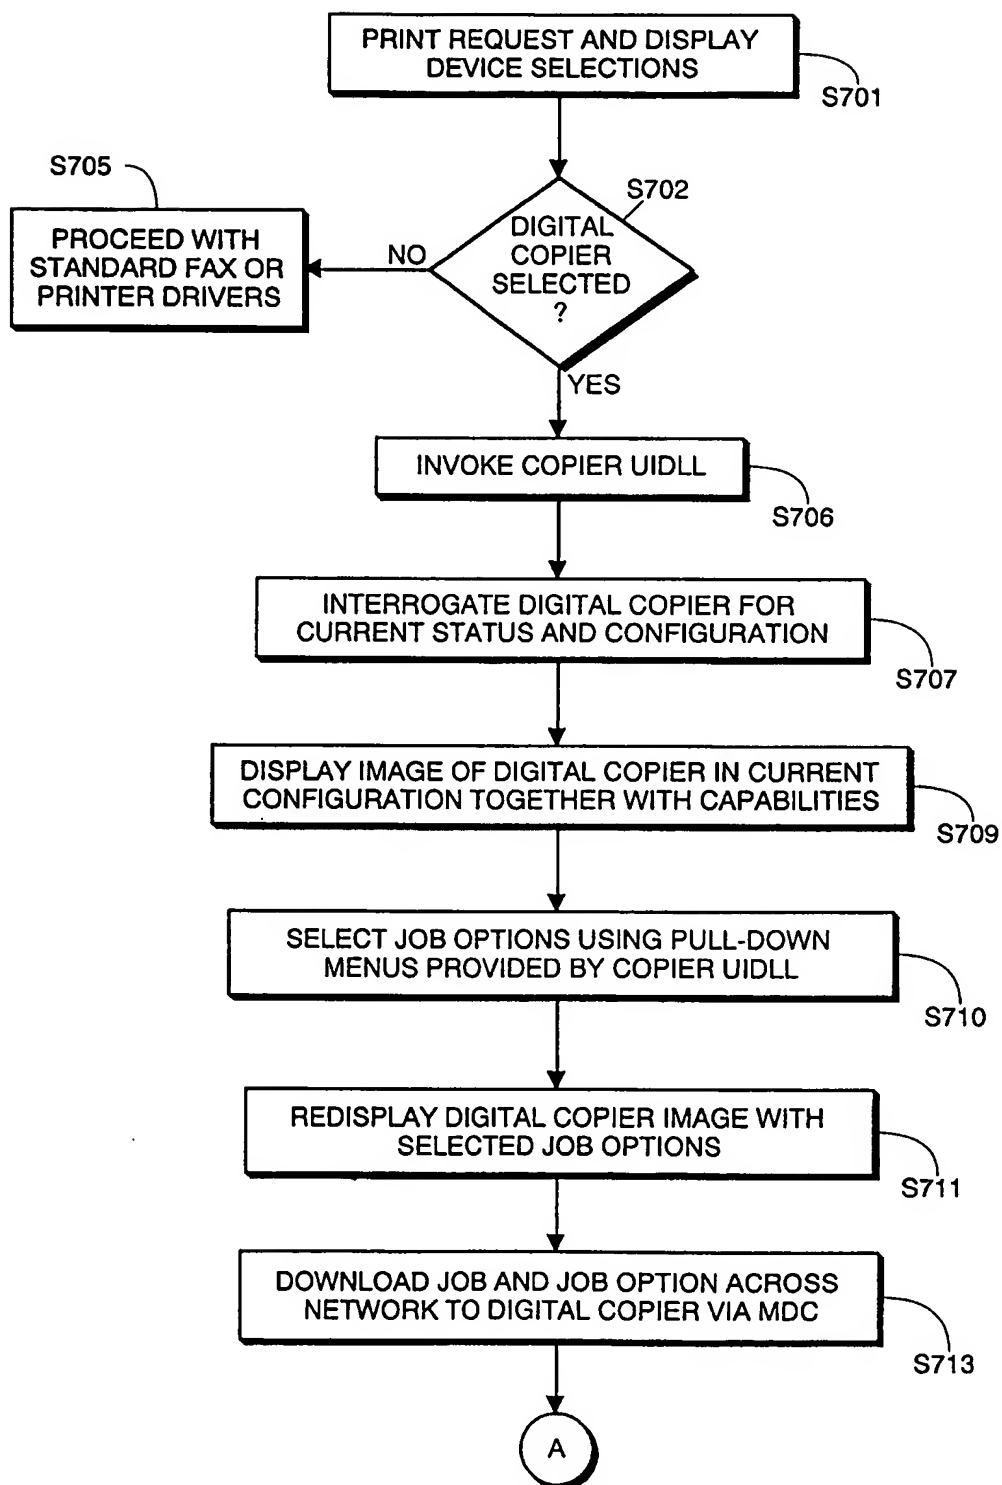 PRINT REQUEST AND DISPLAY
DEVICE SELECTIONS
S701
S705
S702
PROCEED WITH
STANDARD FAX OR
PRINTER DRIVERS
NO
DIGITAL
COPIER
SELECTED
?
YES
INVOKE COPIER UIDLL
S706
INTERROGATE DIGITAL COPIER FOR
CURRENT STATUS AND CONFIGURATION
S707
DISPLAY IMAGE OF DIGITAL COPIER IN CURRENT
CONFIGURATION TOGETHER WITH CAPABILITIES
S709
SELECT JOB OPTIONS USING PULL-DOWN
MENUS PROVIDED BY COPIER UIDLL
S710
REDISPLAY DIGITAL COPIER IMAGE WITH
SELECTED JOB OPTIONS
S711
DOWNLOAD JOB AND JOB OPTION ACROSS
NETWORK TO DIGITAL COPIER VIA MDC
S713
A